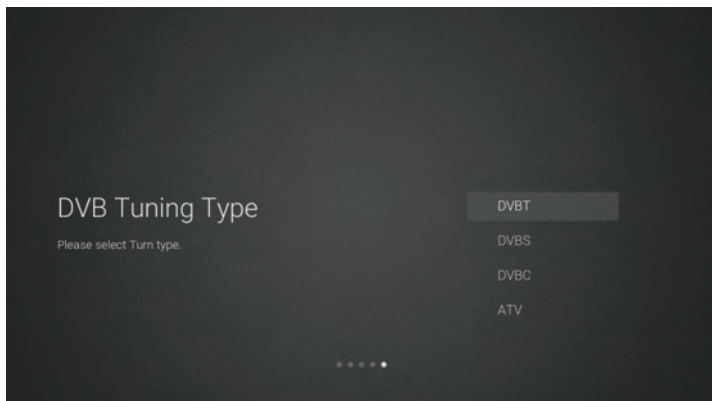 DVB Tuning Type
Please select Turn type.
DVBT
DVBS
DVBC
ATV